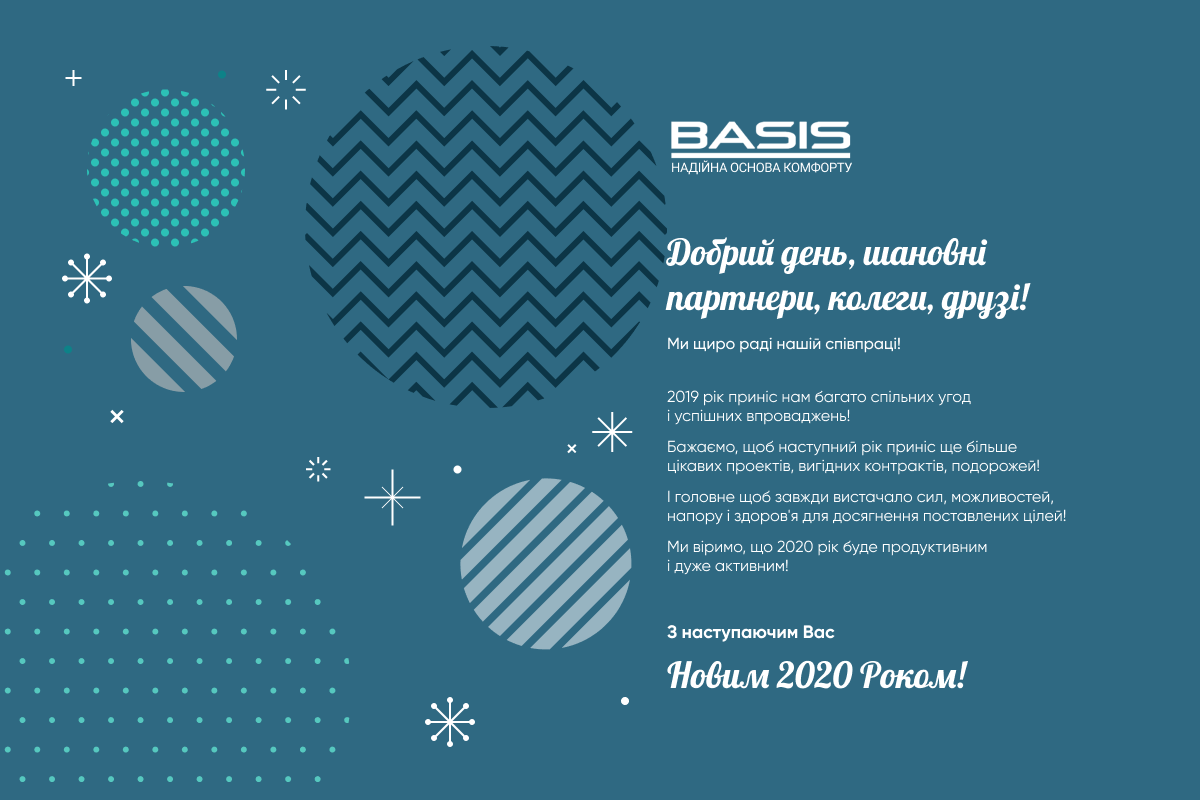 BASIS
НАДІЙНА ОСНОВА КОМФОРТУ
Добрий день, шановні
партнери, колеги, друзі!
Ми щиро раді нашій співпраці!
2019 рік приніс нам багато спільних угод
і успішних впроваджень!
Бажаємо, щоб наступний рік приніс ще більше
цікавих проектів, вигідних контрактів, подорожей!
І головне щоб завжди вистачало сил, можливостей,
напору і здоров'я для досягнення поставлених цілей!
Ми віримо, що 2020 рік буде продуктивним
і дуже активним!
З наступаючим Вас
Новим 2020 Роком!